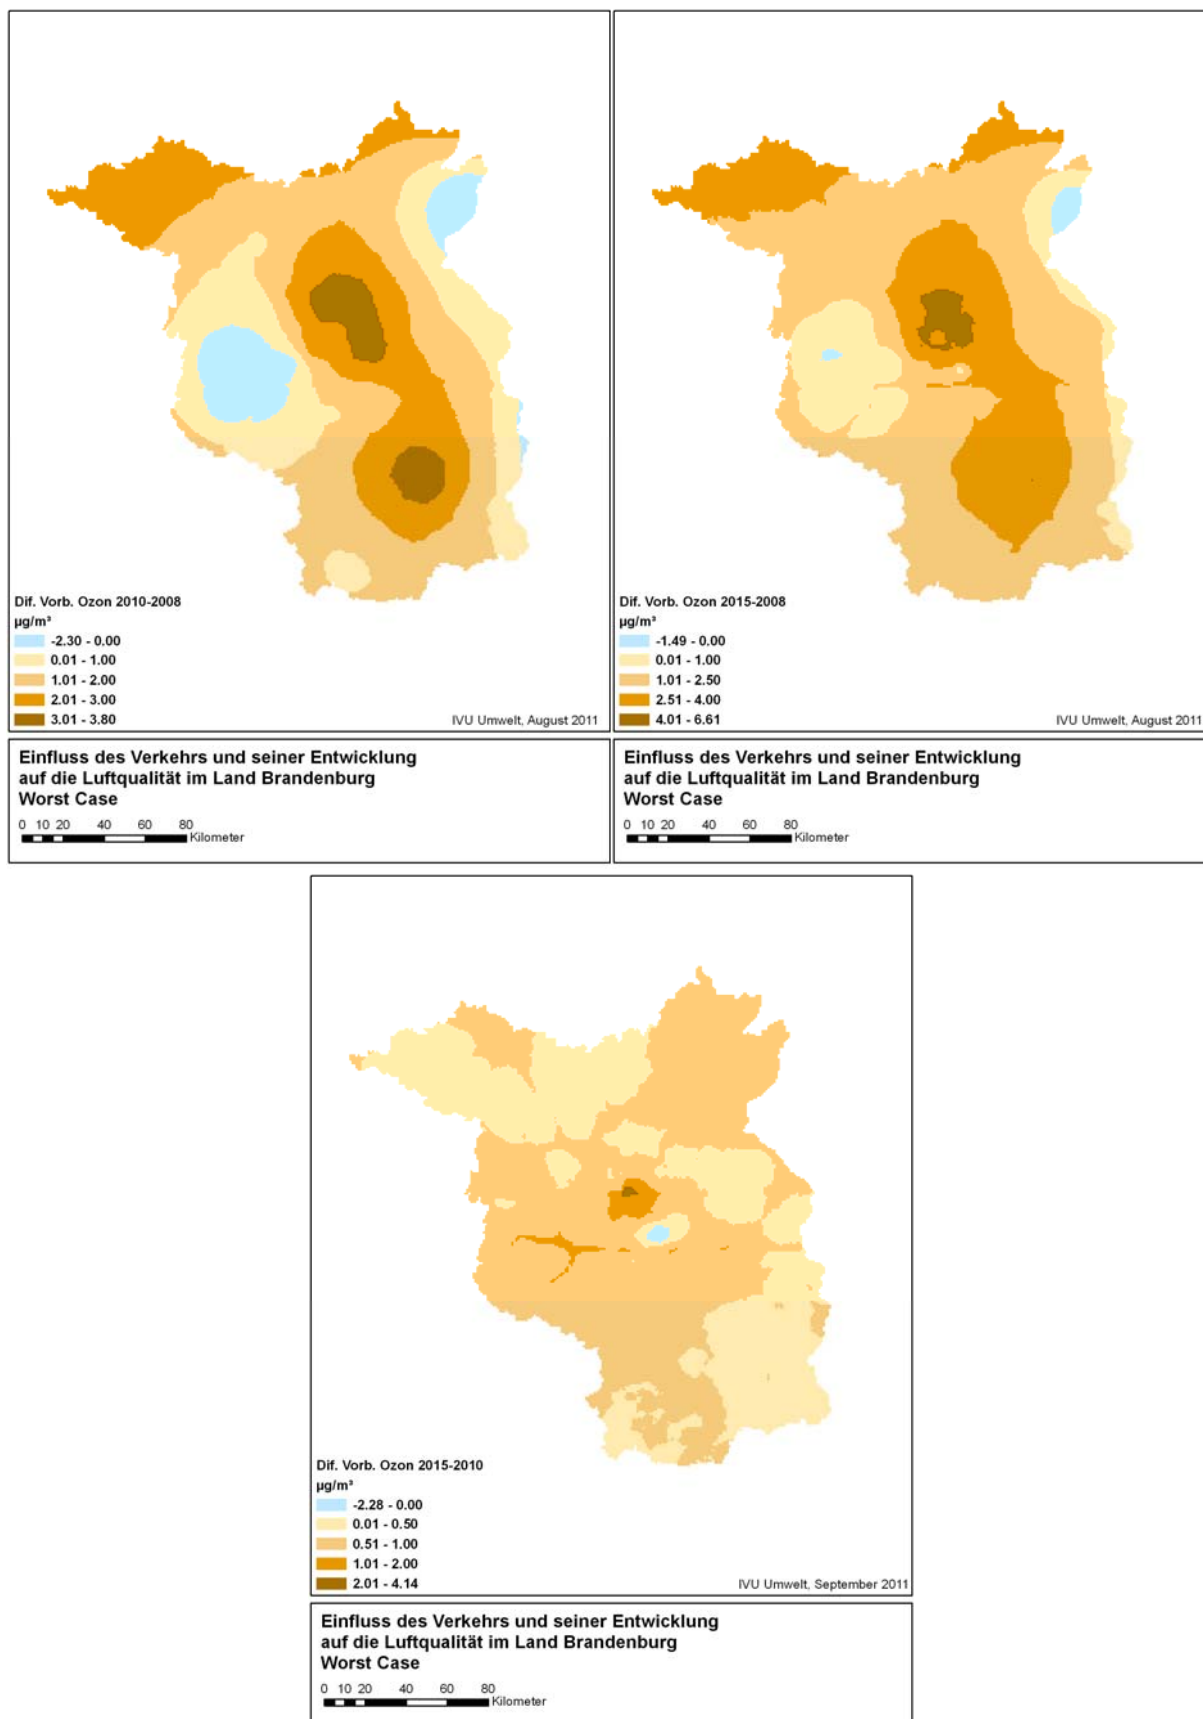 Dif. Vorb. Ozon 2010-2008
µg/m³
-2.30 - 0.00
0.01 - 1.00
1.01 - 2.00
2.01 - 3.00
3.01 - 3.80
IVU Umwelt, August 2011
Einfluss des Verkehrs und seiner Entwicklung
auf die Luftqualität im Land Brandenburg
Worst Case
0 10 20 40 60 80
Kilometer
Dif. Vorb. Ozon 2015-2008
µg/m³
-1.49 - 0.00
0.01 - 1.00
1.01 - 2.50
2.51 - 4.00
4.01 - 6.61
IVU Umwelt, August 2011
Einfluss des Verkehrs und seiner Entwicklung
auf die Luftqualität im Land Brandenburg
Worst Case
0 10 20 40 60 80
Kilometer
Dif. Vorb. Ozon 2015-2010
µg/m³
-2.28 - 0.00
0.01 - 0.50
0.51 - 1.00
1.01 - 2.00
2.01 - 4.14
IVU Umwelt, September 2011
Einfluss des Verkehrs und seiner Entwicklung
auf die Luftqualität im Land Brandenburg
Worst Case
0 10 20 40 60 80
Kilometer